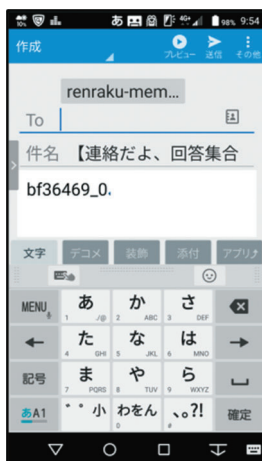 あ 4G+ 98% 9:54
作成 プレビュー 送信 その他
renraku-mem...
To
件名 【連絡だよ、回答集合
bf36469_0.
文字 デコメ 装飾 添付 アプリ
MENU あ 1 ./@ か 2 ABC さ 3 DEF
← た 4 GHI な 5 JKL は 6 MNO →
記号 ま 7 PQRS や 8 TUV ら 9 WXYZ
あA1 ゛゜小 わをん 0 、。?! 確定